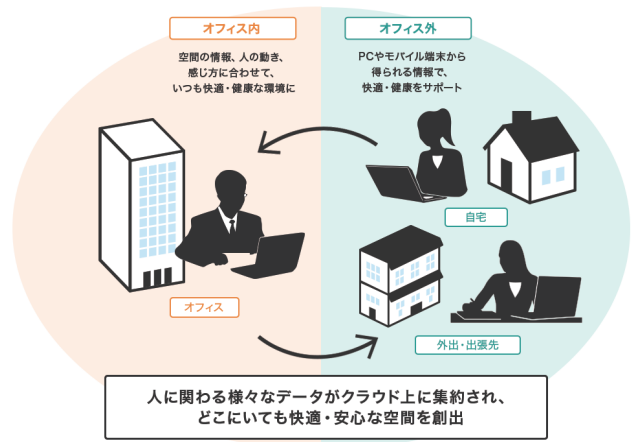 オフィス内
空間の情報、人の動き、
感じ方に合わせて、
いつも快適・健康な環境に
オフィス外
PCやモバイル端末から
得られる情報で、
快適・健康をサポート
自宅
オフィス
外出・出張先
人に関わる様々なデータがクラウド上に集約され、
どこにいても快適・安心な空間を創出